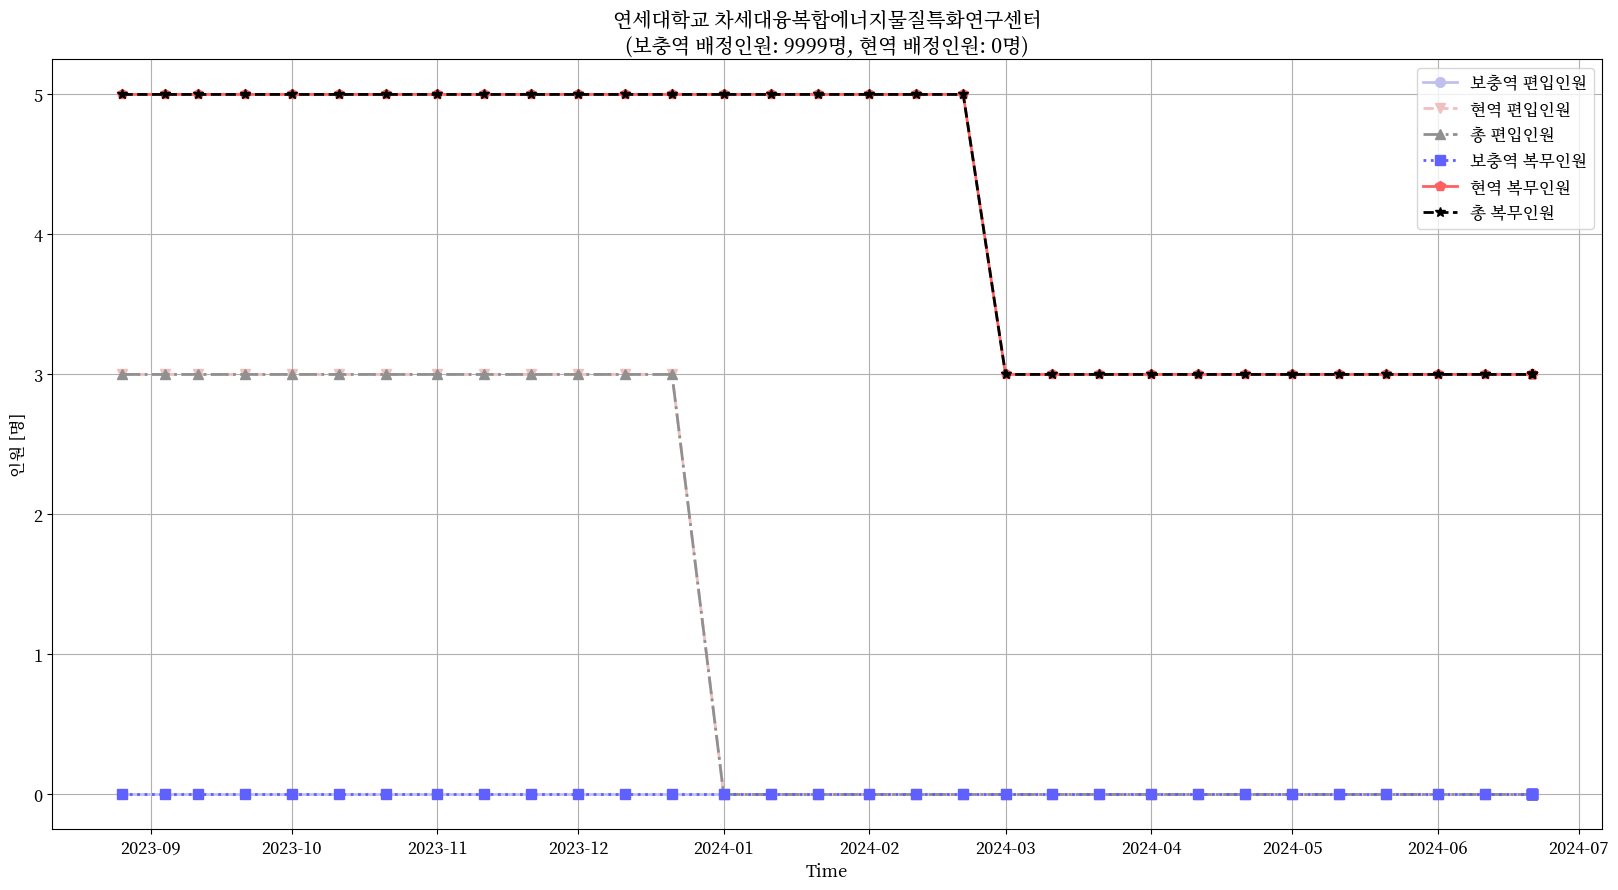 연세대학교 차세대융복합에너지물질특화연구센터
(보충역 배정인원: 9999명, 현역 배정인원: 0명)
보충역 편입인원
현역 편입인원
총 편입인원
보충역 복무인원
현역 복무인원
총 복무인원
인원 [명]
5
4
3
2
1
0
2023-09
2023-10
2023-11
2023-12
2024-01
2024-02
2024-03
2024-04
2024-05
2024-06
2024-07
Time